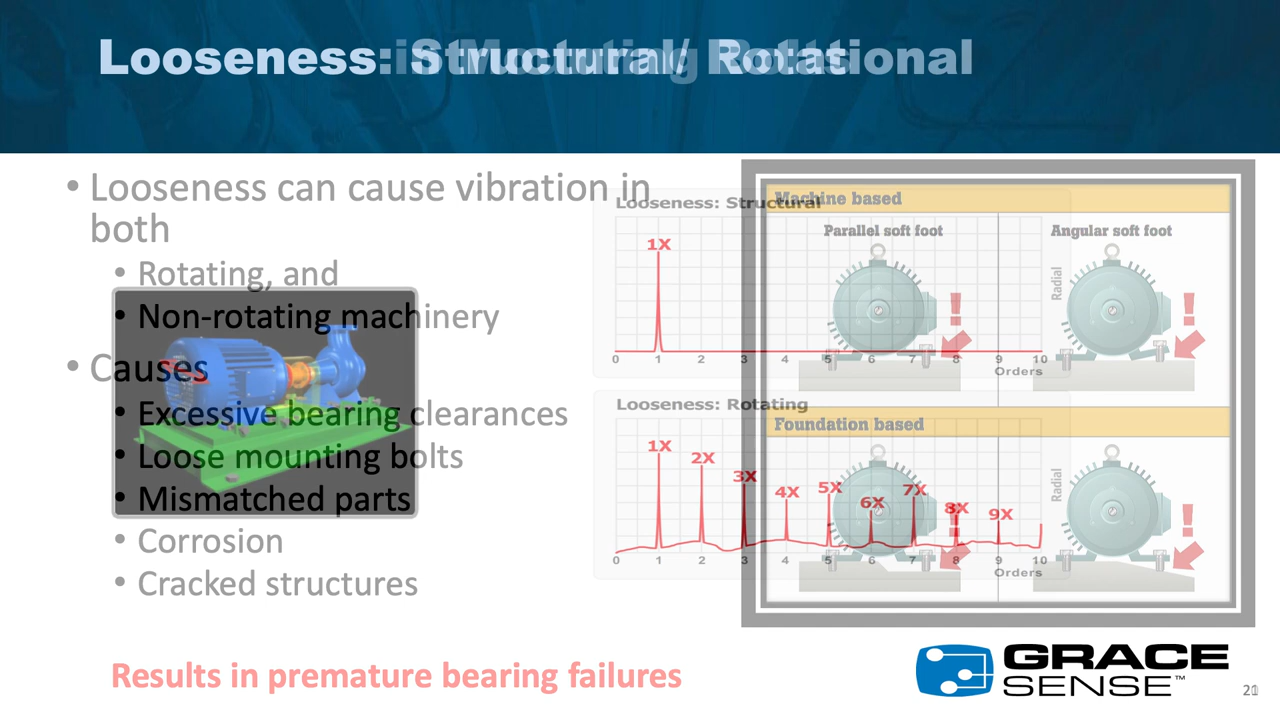 Looseness: Structural/ Rotational
• Looseness can cause vibration in
both
• Rotating, and
• Non-rotating machinery
• Causes
• Excessive bearing clearances
• Loose mounting bolts
• Mismatched parts
• Corrosion
• Cracked structures
Results in premature bearing failures
Looseness: Structural
1X
0 1 2 3 4 5 6 7 8 9 10
Orders
Looseness: Rotating
1X 2X 3X 4X 5X 6X 7X 8X 9X
0 1 2 3 4 5 6 7 8 9 10
Orders
Machine based
Parallel soft foot
Angular soft foot
Radial
Foundation based
Radial
GRACE
SENSE™